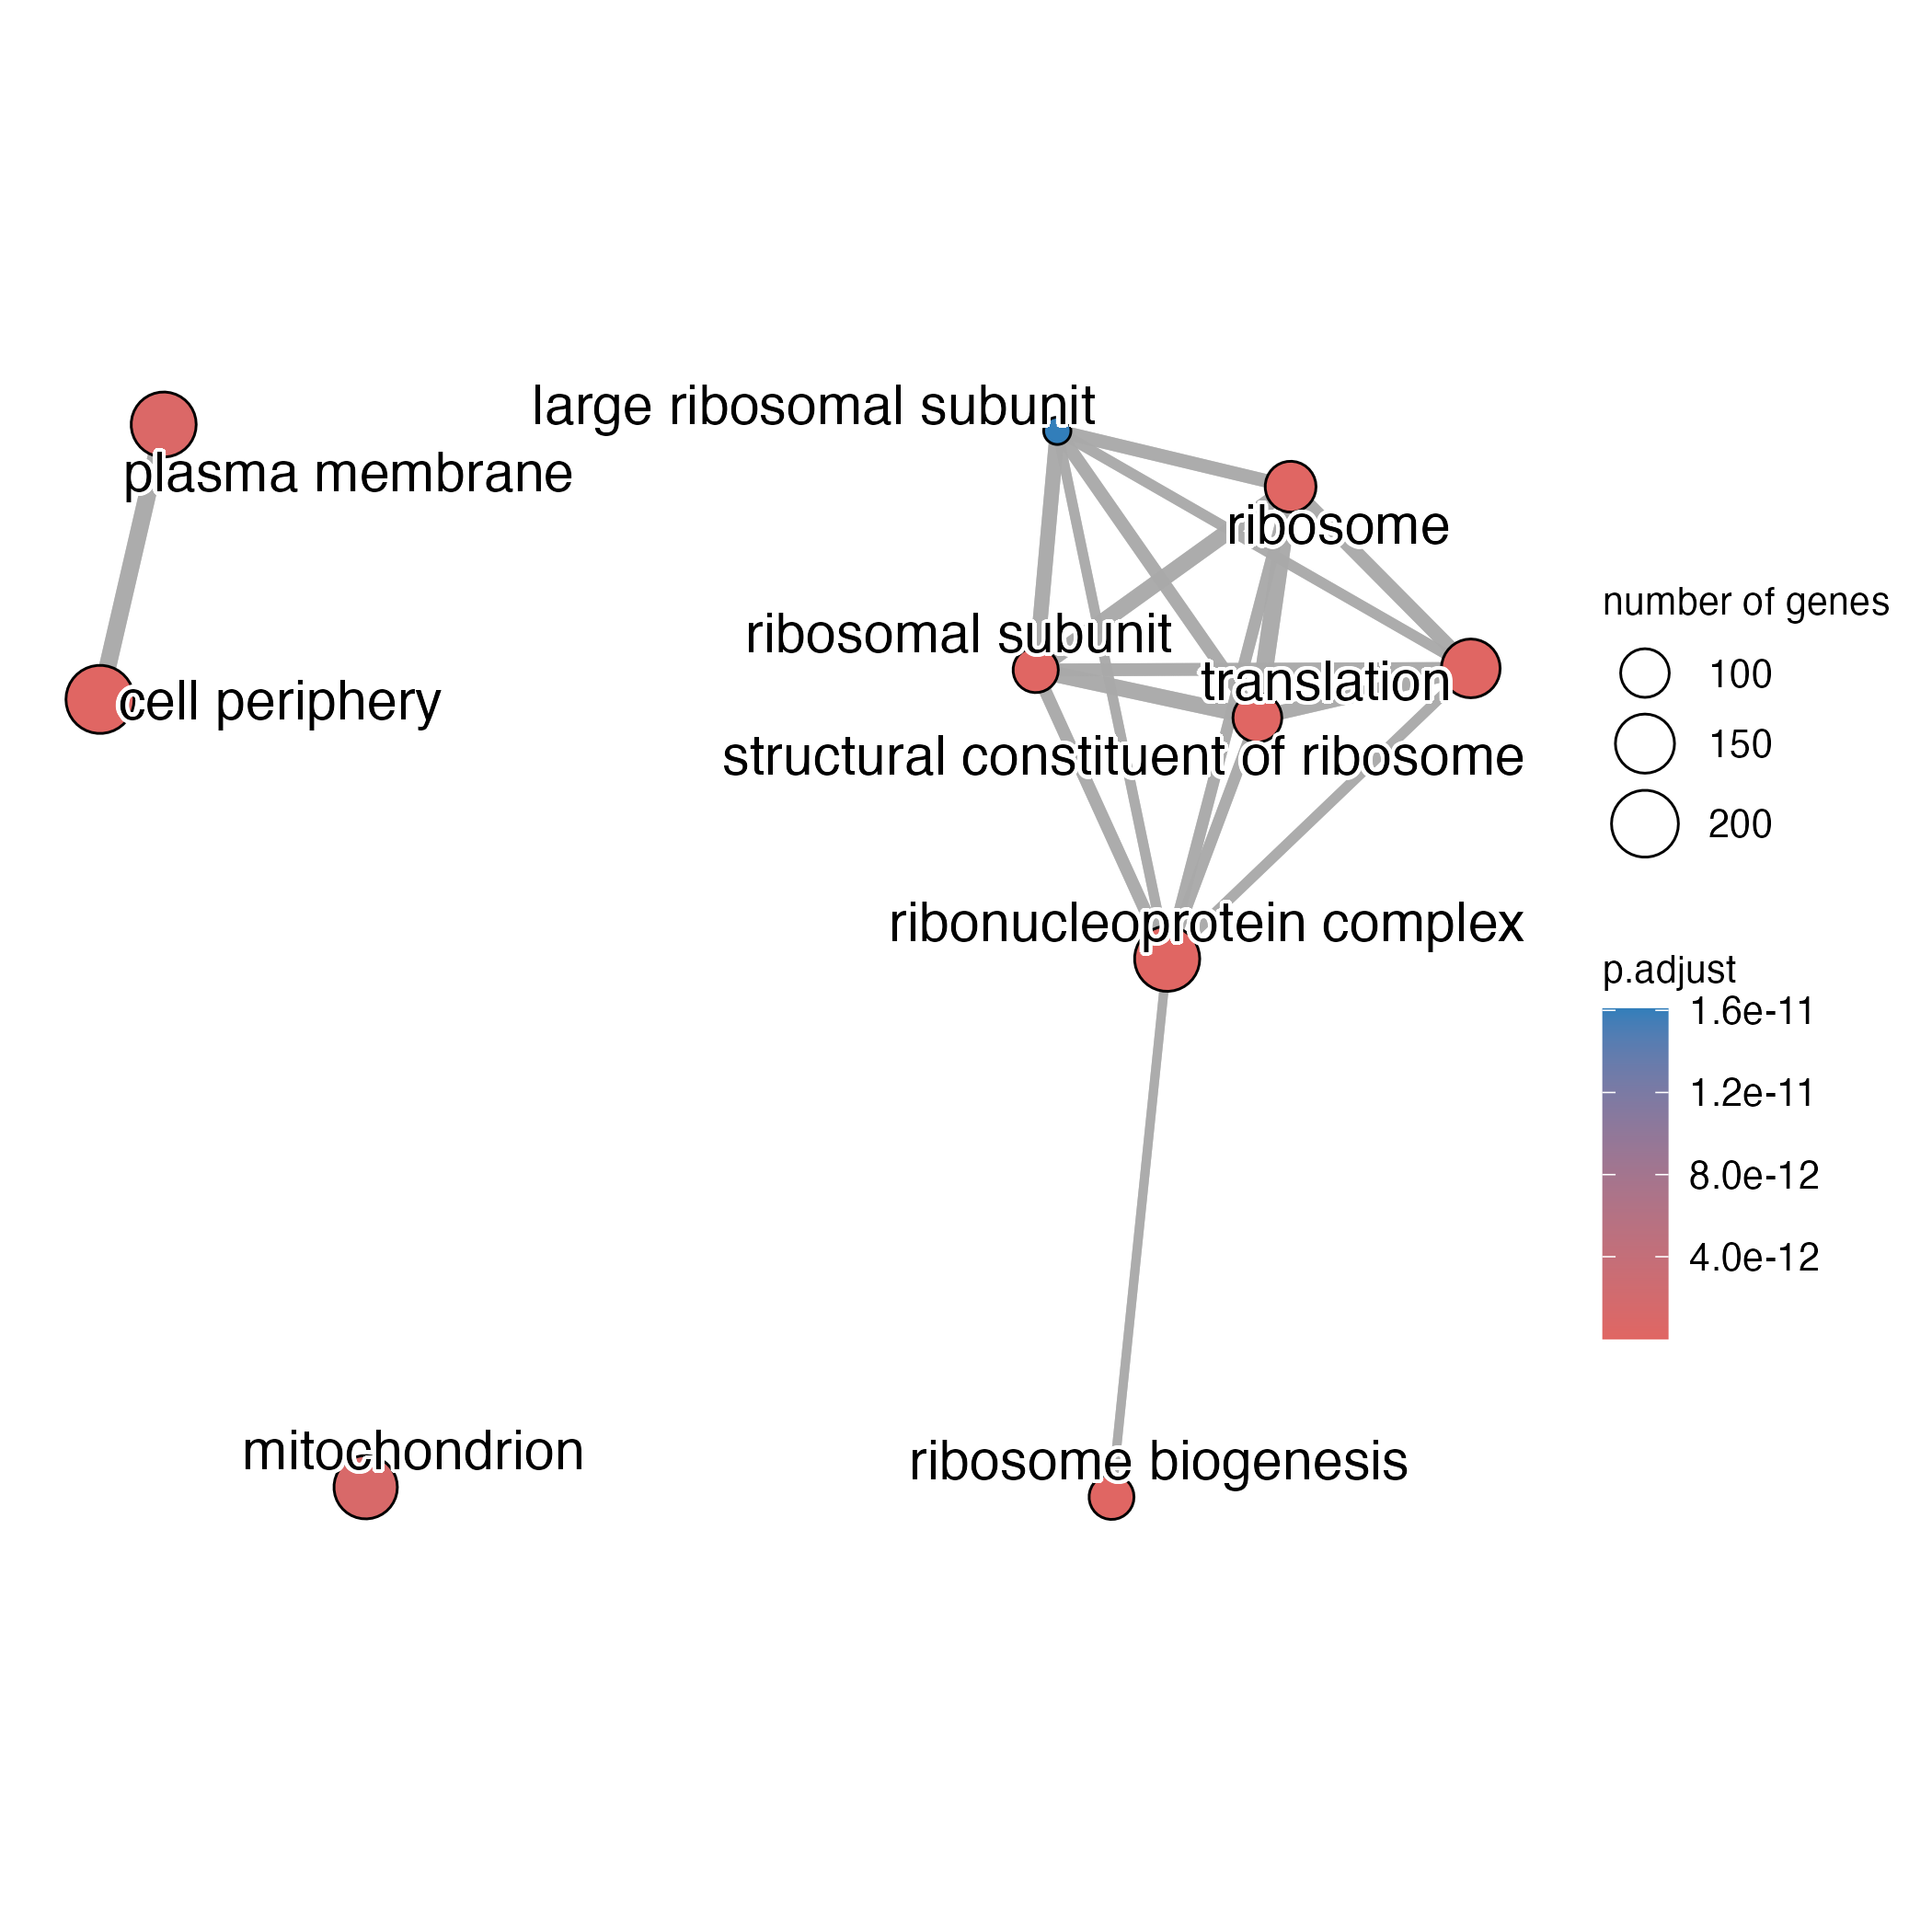 large ribosomal subunit
plasma membrane
ribosome
ribosomal subunit
translation
cell periphery
structural constituent of ribosome
ribonucleoprotein complex
mitochondrion
ribosome biogenesis
number of genes
100
150
200
p.adjust
1.6e-11
1.2e-11
8.0e-12
4.0e-12